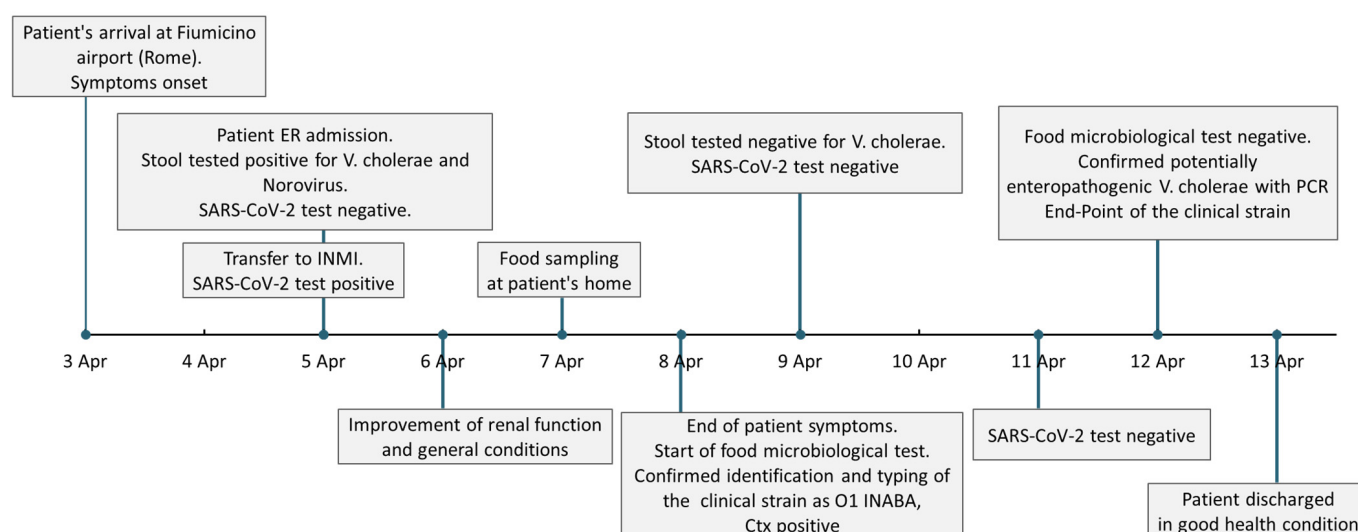 Patient's arrival at Fiumicino
airport (Rome).
Symptoms onset
Patient ER admission.
Stool tested positive for V. cholerae and
Norovirus.
SARS-CoV-2 test negative.
Transfer to INMI.
SARS-CoV-2 test positive
Food sampling
at patient's home
Stool tested negative for V. cholerae.
SARS-CoV-2 test negative
Food microbiological test negative.
Confirmed potentially
enteropathogenic V. cholerae with PCR
End-Point of the clinical strain
3 Apr
4 Apr
5 Apr
6 Apr
7 Apr
8 Apr
9 Apr
10 Apr
11 Apr
12 Apr
13 Apr
Improvement of renal function
and general conditions
End of patient symptoms.
Start of food microbiological test.
Confirmed identification and typing of
the clinical strain as O1 INABA,
Ctx positive
SARS-CoV-2 test negative
Patient discharged
in good health condition